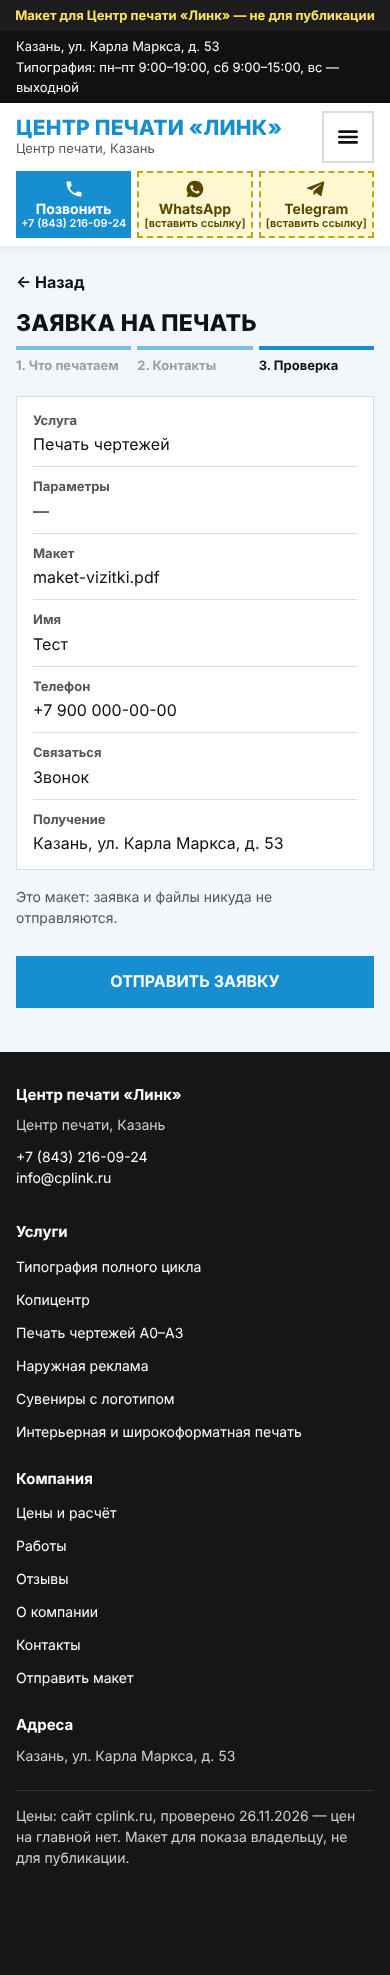 Макет для Центр печати «Линк» — не для публикации
Казань, ул. Карла Маркса, д. 53
Типография: пн–пт 9:00–19:00, сб 9:00–15:00, вс —
выходной
ЦЕНТР ПЕЧАТИ «ЛИНК»
Центр печати, Казань
Позвонить
+7 (843) 216-09-24
WhatsApp
[вставить ссылку]
Telegram
[вставить ссылку]
← Назад
ЗАЯВКА НА ПЕЧАТЬ
1. Что печатаем
2. Контакты
3. Проверка
Услуга
Печать чертежей
Параметры
—
Макет
maket-vizitki.pdf
Имя
Тест
Телефон
+7 900 000-00-00
Связаться
Звонок
Получение
Казань, ул. Карла Маркса, д. 53
Это макет: заявка и файлы никуда не
отправляются.
ОТПРАВИТЬ ЗАЯВКУ
Центр печати «Линк»
Центр печати, Казань
+7 (843) 216-09-24
info@cplink.ru
Услуги
Типография полного цикла
Копицентр
Печать чертежей А0–А3
Наружная реклама
Сувениры с логотипом
Интерьерная и широкоформатная печать
Компания
Цены и расчёт
Работы
Отзывы
О компании
Контакты
Отправить макет
Адреса
Казань, ул. Карла Маркса, д. 53
Цены: сайт cplink.ru, проверено 26.11.2026 — цен
на главной нет. Макет для показа владельцу, не
для публикации.